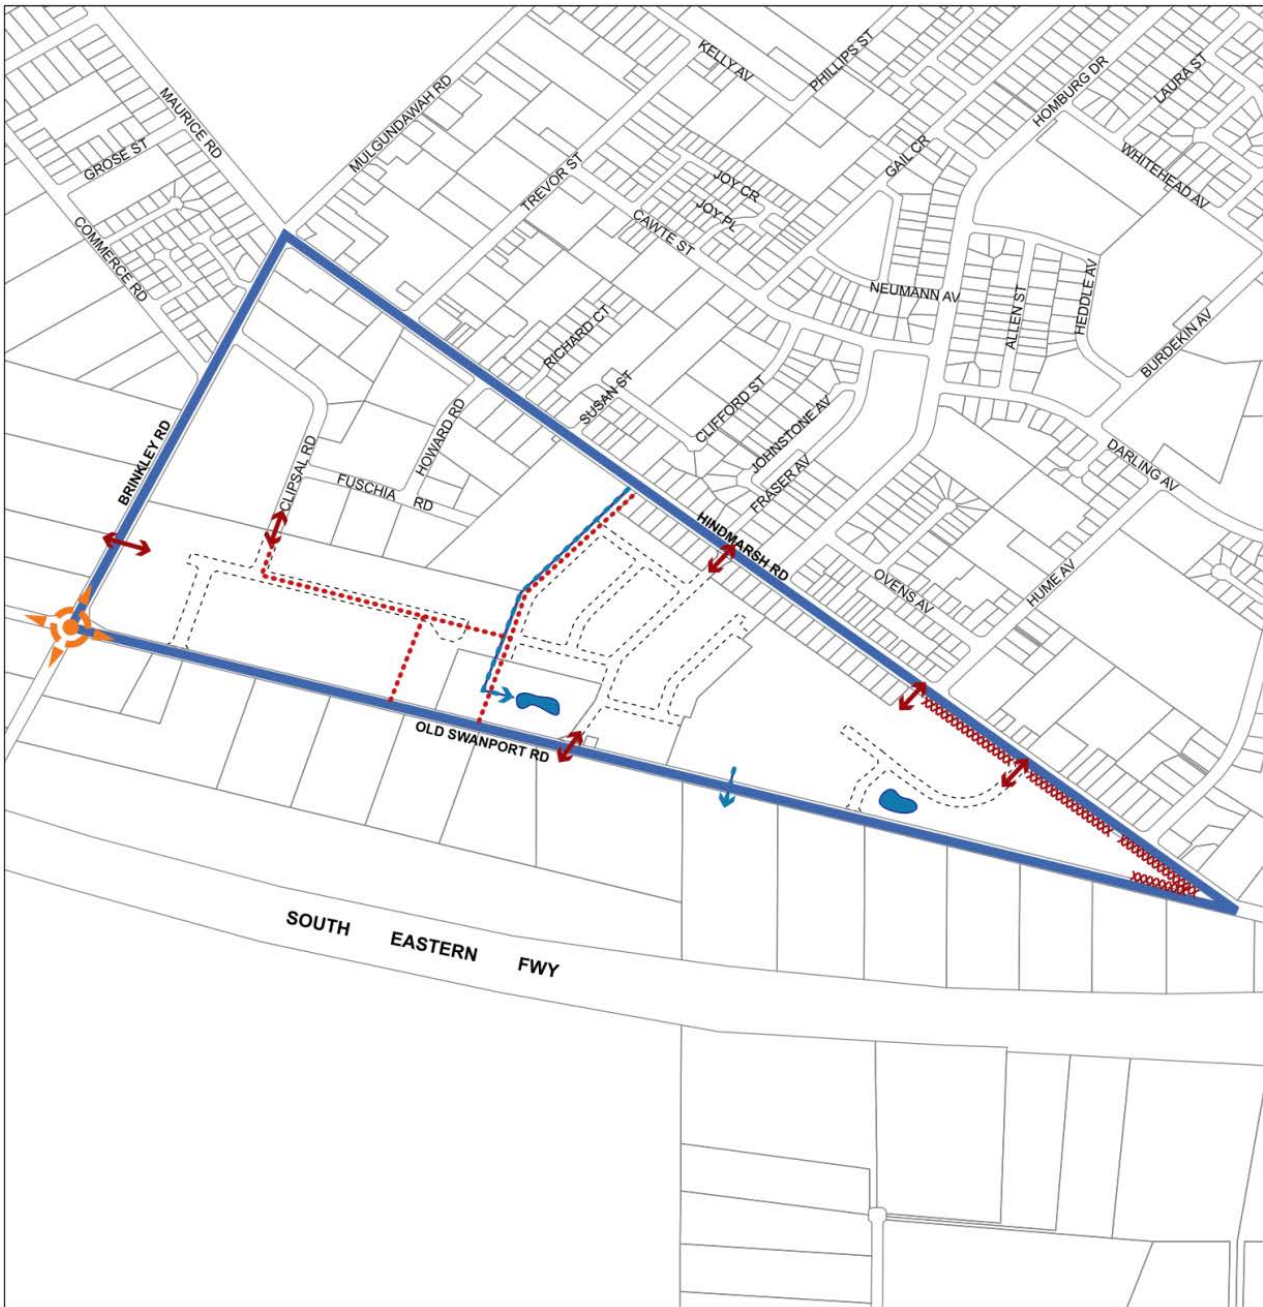 KELLY AV
PHILLIPS ST
HOMBURG DR
LAURA ST
MAURICE RD
MULGUNDAWAH RD
GROSE ST
TREVOR ST
GAIL CR
WHITEHEAD AV
JOY CR
JOY PL
COMMERCE RD
CAWTE ST
NEUMANN AV
ALLEN ST
HEDDLE AV
BURDEKIN AV
RICHARD CT
SUSAN ST
CLIFFORD ST
JOHNSTONE AV
FRASER AV
DARLING AV
BRINKLEY RD
CLIPSAL RD
HOWARD RD
FUSCHIA RD
HINDMARSH RD
OVENS AV
HUME AV
OLD SWANPORT RD
SOUTH EASTERN FWY